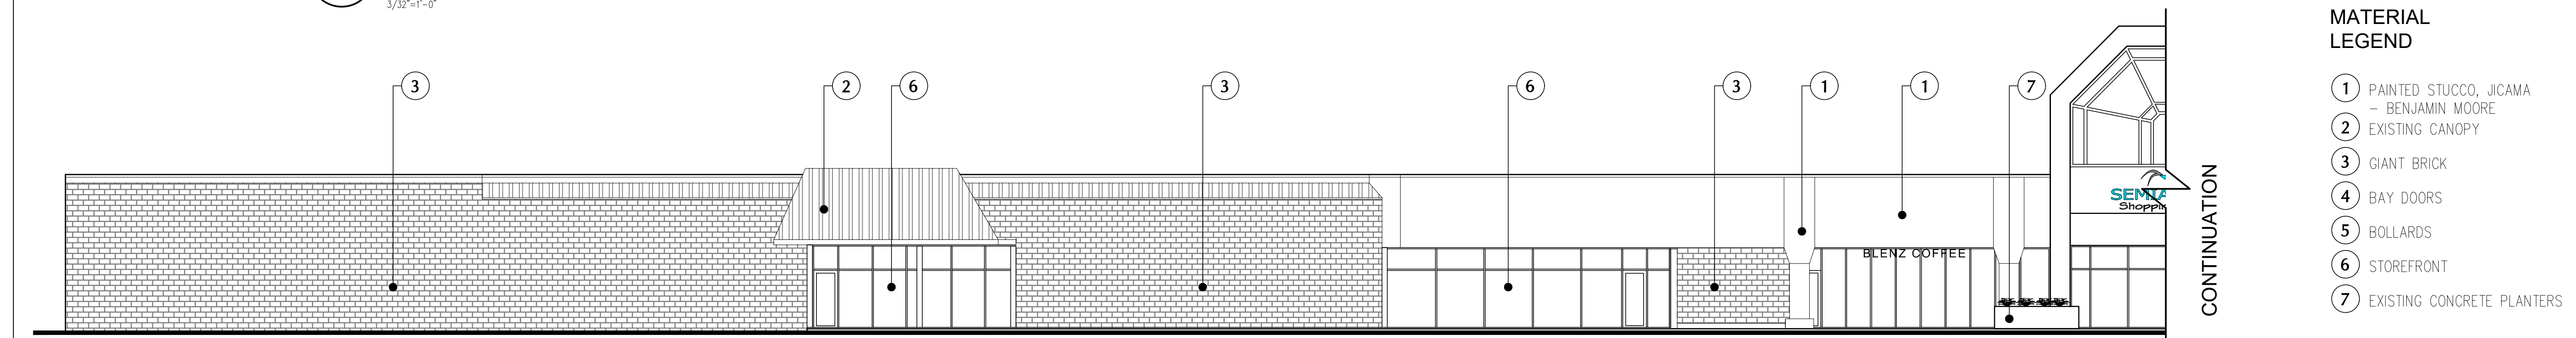 3/32"=1'-0"
3
2
6
3
6
3
1
1
7
BLENZ COFFEE
SEMIA
Shoppi
CONTINUATION
MATERIAL
LEGEND
1 PAINTED STUCCO, JICAMA
– BENJAMIN MOORE
2 EXISTING CANOPY
3 GIANT BRICK
4 BAY DOORS
5 BOLLARDS
6 STOREFRONT
7 EXISTING CONCRETE PLANTERS